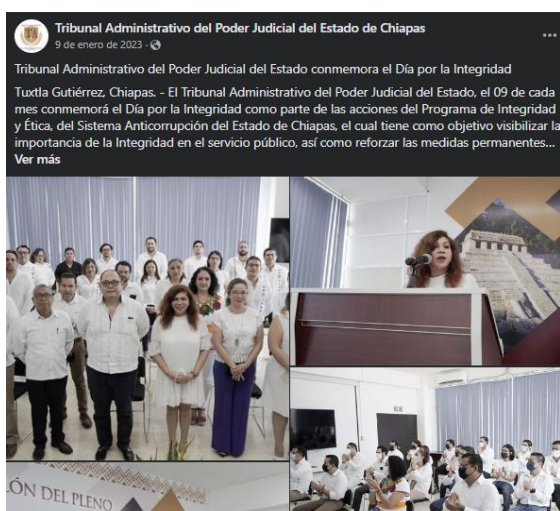 Tribunal Administrativo del Poder Judicial del Estado de Chiapas
9 de enero de 2023 ·
Tribunal Administrativo del Poder Judicial del Estado conmemora el Día por la Integridad
Tuxtla Gutiérrez, Chiapas. - El Tribunal Administrativo del Poder Judicial del Estado, el 09 de cada
mes conmemorá el Día por la Integridad como parte de las acciones del Programa de Integridad
y Ética, del Sistema Anticorrupción del Estado de Chiapas, el cual tiene como objetivo visibilizar la
importancia de la Integridad en el servicio público, así como reforzar las medidas permanentes...
Ver más
LÓN DEL PLENO